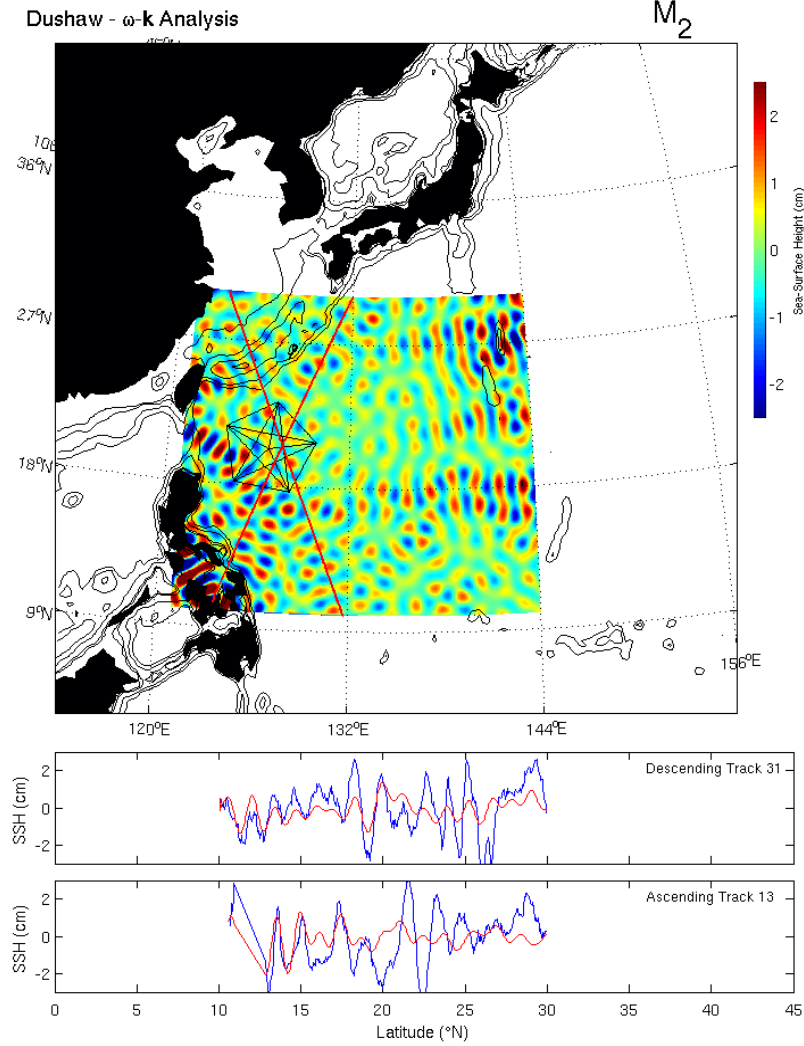 Dushaw - ω-k Analysis
M₂
36°N
27°N
18°N
9°N
120°E
132°E
144°E
156°E
2
1
0
-1
-2
Sea-Surface Height (cm)
Descending Track 31
SSH (cm)
2
0
-2
Ascending Track 13
SSH (cm)
2
0
-2
0 5 10 15 20 25 30 35 40 45
Latitude (°N)